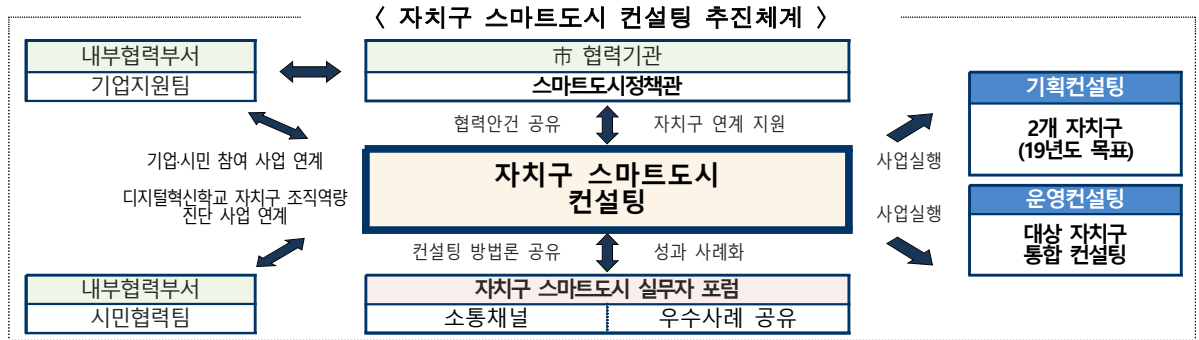 〈 자치구 스마트도시 컨설팅 추진체계 〉
내부협력부서
기업지원팀
市 협력기관
스마트도시정책관
협력안건 공유
자치구 연계 지원
기업·시민 참여 사업 연계
디지털혁신학교 자치구 조직역량
진단 사업 연계
자치구 스마트도시
컨설팅
사업실행
기획컨설팅
2개 자치구
(19년도 목표)
사업실행
운영컨설팅
대상 자치구
통합 컨설팅
컨설팅 방법론 공유
성과 사례화
내부협력부서
시민협력팀
자치구 스마트도시 실무자 포럼
소통채널
우수사례 공유